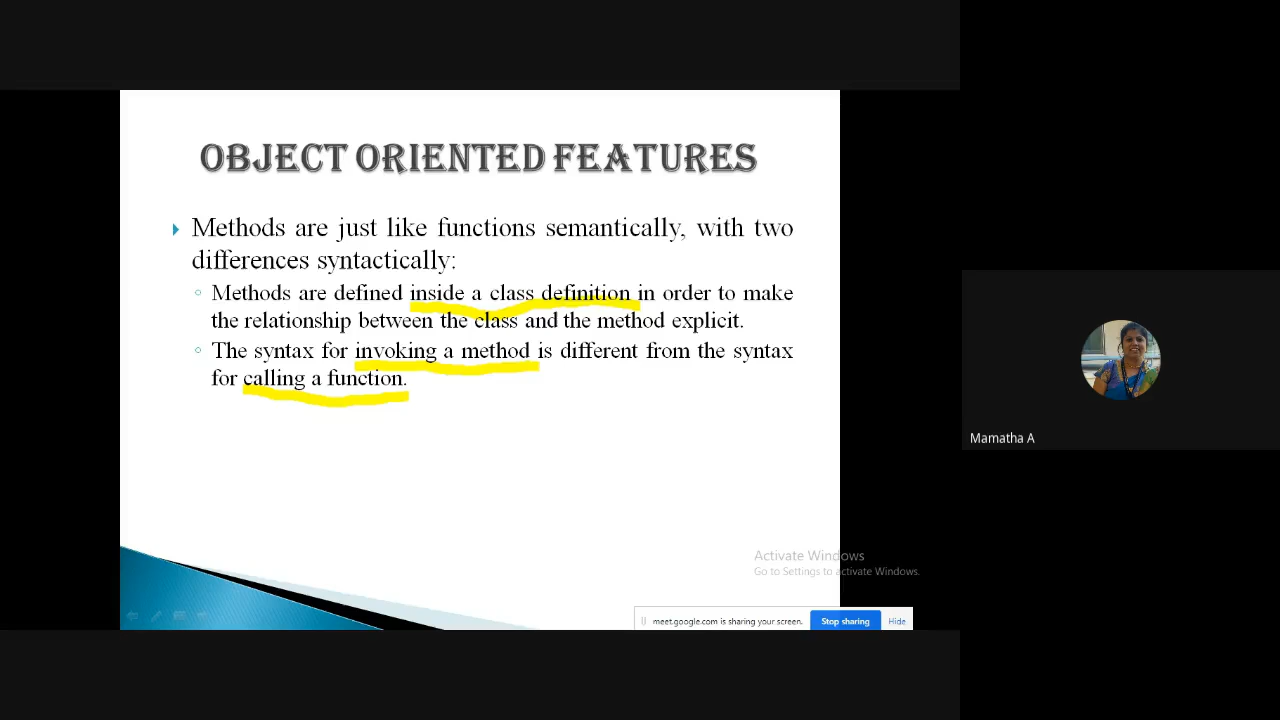 OBJECT ORIENTED FEATURES
Methods are just like functions semantically, with two
differences syntactically:
Methods are defined inside a class definition in order to make
the relationship between the class and the method explicit.
The syntax for invoking a method is different from the syntax
for calling a function.
Mamatha A
Activate Windows
Go to Settings to activate Windows.
meet.google.com is sharing your screen. Stop sharing Hide